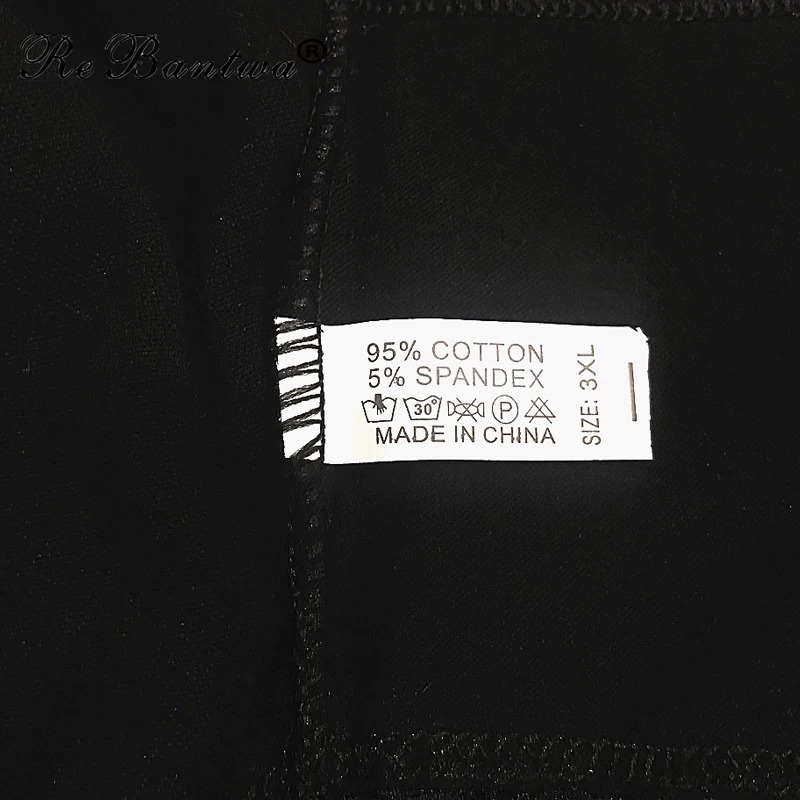 ReBantwa®
95% COTTON
5% SPANDEX
30°
P
MADE IN CHINA
SIZE: 3XL